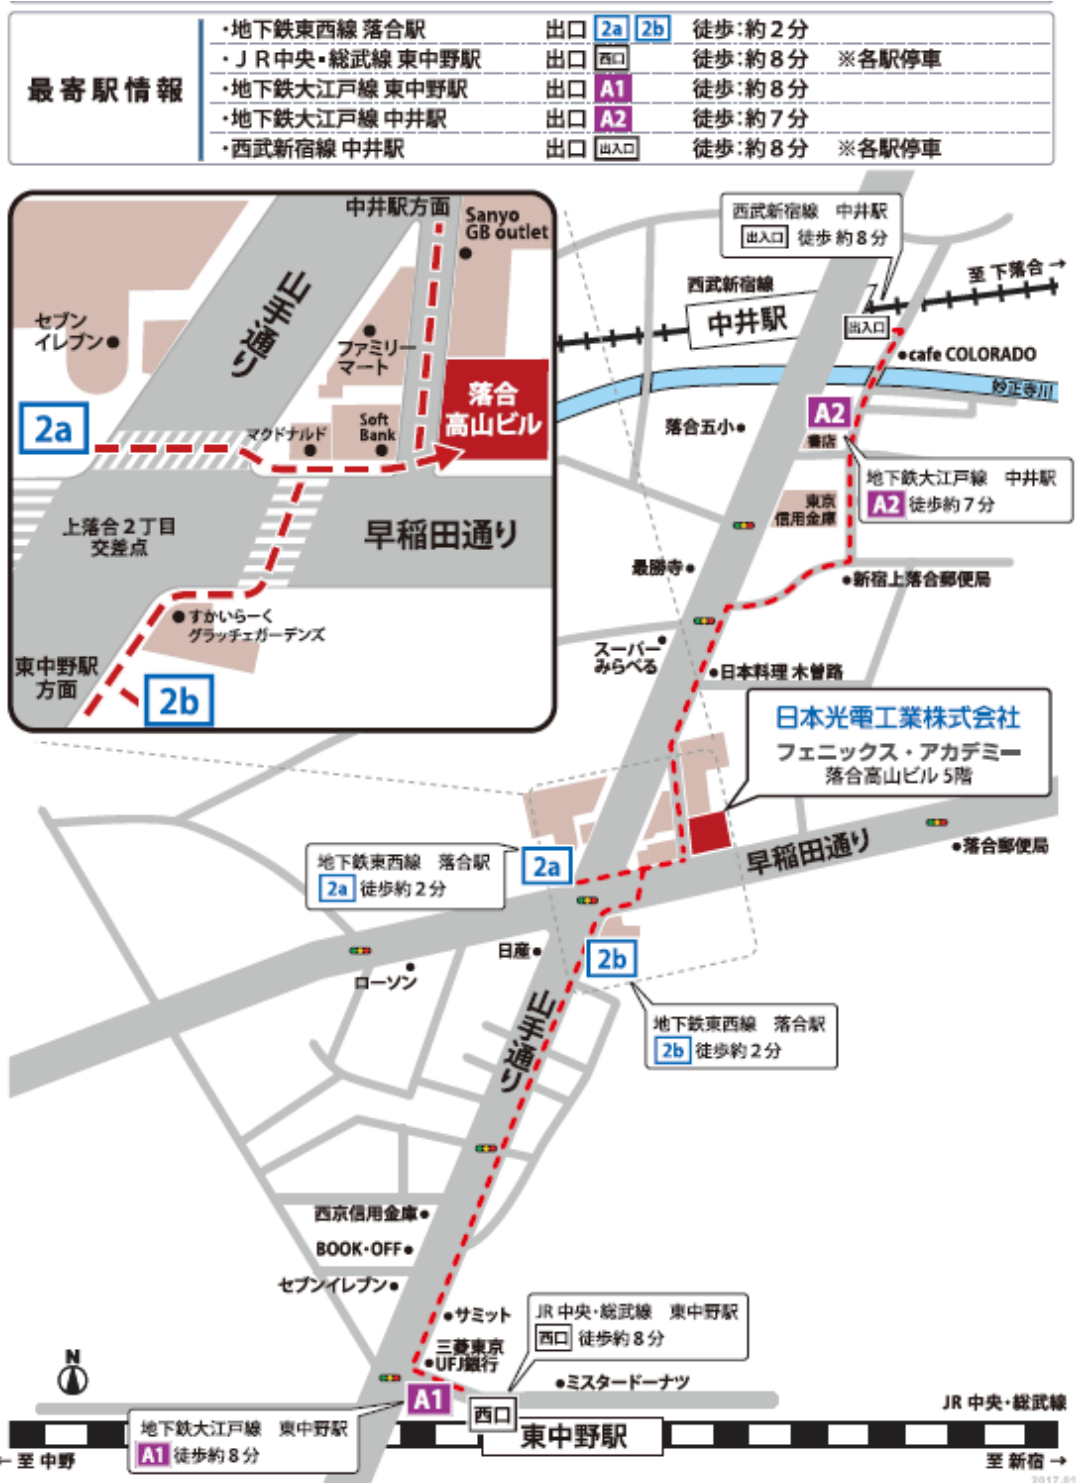 最寄駅情報
・地下鉄東西線 落合駅 出口 2a 2b 徒歩：約２分
・ＪＲ中央・総武線 東中野駅 出口 西口 徒歩：約８分 ※各駅停車
・地下鉄大江戸線 東中野駅 出口 A1 徒歩：約８分
・地下鉄大江戸線 中井駅 出口 A2 徒歩：約７分
・西武新宿線 中井駅 出口 出入口 徒歩：約８分 ※各駅停車
中井駅方面
Sanyo
GB outlet
山手通り
セブン
イレブン
ファミリー
マート
落合
高山ビル
2a
マクドナルド
Soft
Bank
上落合２丁目
交差点
早稲田通り
すかいらーく
グラッチェガーデンズ
東中野駅
方面
2b
西武新宿線 中井駅
出入口 徒歩 約８分
至 下落合 →
西武新宿線
中井駅
出入口
cafe COLORADO
妙正寺川
A2
書店
落合五小
地下鉄大江戸線 中井駅
A2 徒歩約７分
東京
信用金庫
最勝寺
新宿上落合郵便局
スーパー
みらべる
日本料理 木曽路
日本光電工業株式会社
フェニックス・アカデミー
落合高山ビル 5階
早稲田通り
落合郵便局
地下鉄東西線 落合駅
2a 徒歩約２分
2a
日産
2b
ローソン
山手通り
地下鉄東西線 落合駅
2b 徒歩約２分
西京信用金庫
BOOK・OFF
セブンイレブン
サミット
三菱東京
UFJ銀行
JR 中央・総武線 東中野駅
西口 徒歩約８分
ミスタードーナツ
N
A1
西口
JR 中央・総武線
地下鉄大江戸線 東中野駅
A1 徒歩約８分
東中野駅
← 至 中野
至 新宿 →
2017.01